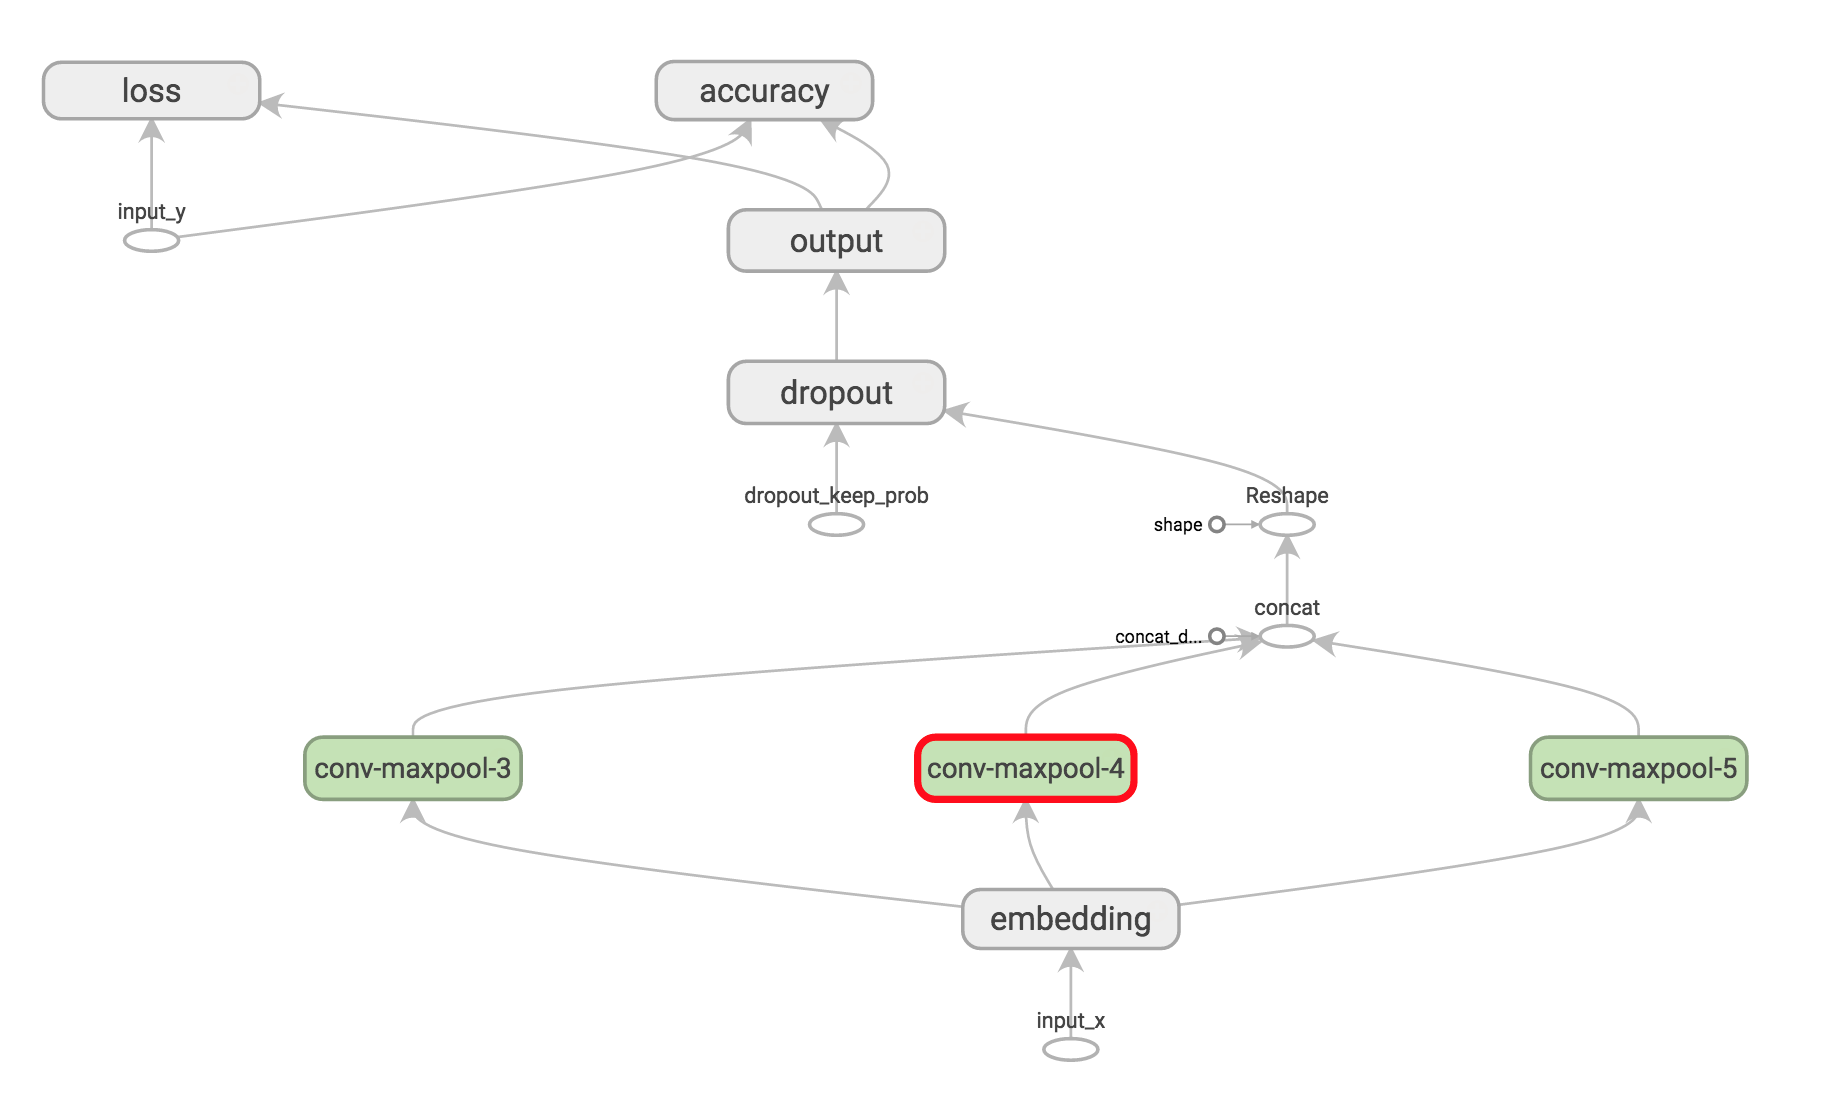 loss
accuracy
input_y
output
dropout
dropout_keep_prob
Reshape
shape
concat
concat_d...
conv-maxpool-3
conv-maxpool-4
conv-maxpool-5
embedding
input_x